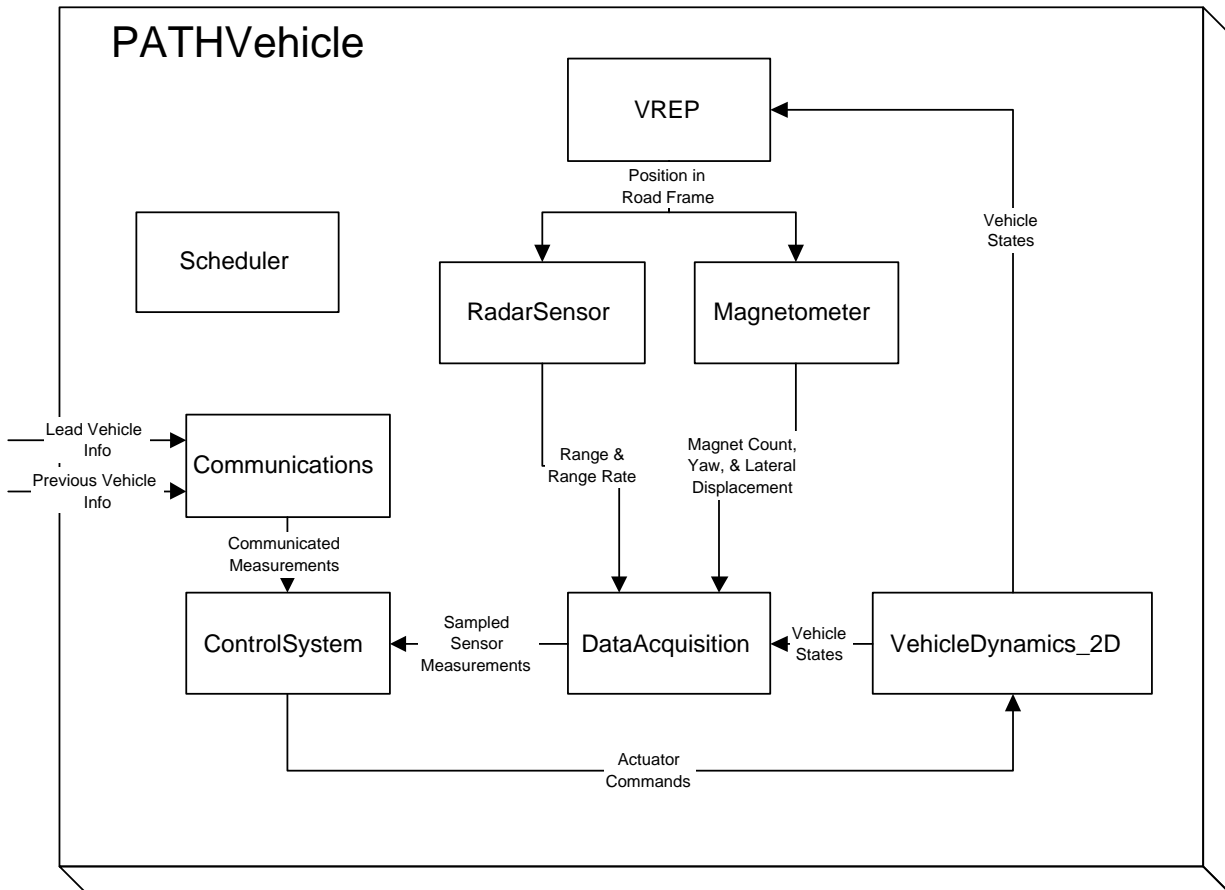 PATHVehicle
VREP
Position in
Road Frame
Vehicle
States
Scheduler
RadarSensor
Magnetometer
Lead Vehicle
Info
Communications
Previous Vehicle
Info
Range &
Range Rate
Magnet Count,
Yaw, & Lateral
Displacement
Communicated
Measurements
ControlSystem
Sampled
Sensor
Measurements
DataAcquisition
Vehicle
States
VehicleDynamics_2D
Actuator
Commands